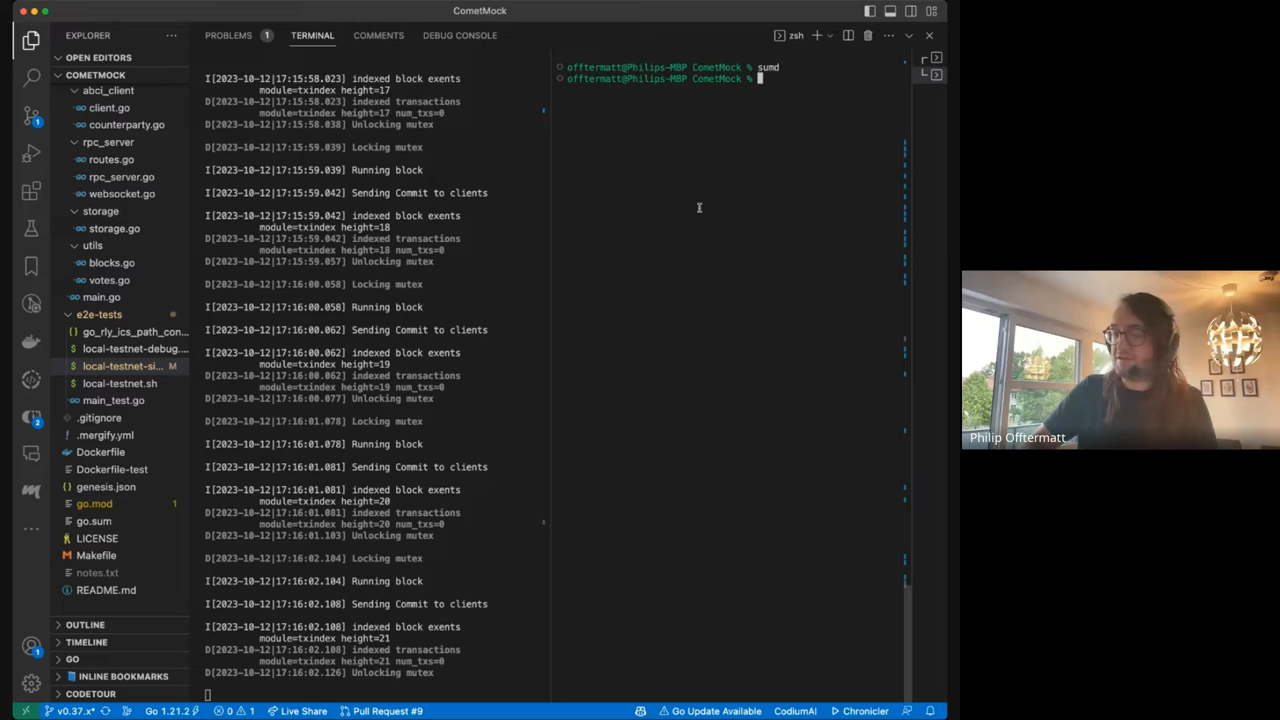 CometMock
EXPLORER
OPEN EDITORS
COMETMOCK
abci_client
client.go
counterparty.go
rpc_server
routes.go
rpc_server.go
websocket.go
storage
storage.go
utils
blocks.go
votes.go
main.go
e2e-tests
{} go_rly_ics_path_con...
$ local-testnet-debug....
$ local-testnet-si... M
$ local-testnet.sh
main_test.go
.gitignore
.mergify.yml
Dockerfile
Dockerfile-test
genesis.json
go.mod 1
go.sum
LICENSE
Makefile
notes.txt
README.md
OUTLINE
TIMELINE
GO
INLINE BOOKMARKS
CODETOUR
1
2
1
PROBLEMS 1 TERMINAL COMMENTS DEBUG CONSOLE
zsh
I[2023-10-12|17:15:58.023] indexed block exents
module=txindex height=17
D[2023-10-12|17:15:58.023] indexed transactions
module=txindex height=17 num_txs=0
D[2023-10-12|17:15:58.038] Unlocking mutex
D[2023-10-12|17:15:59.039] Locking mutex
I[2023-10-12|17:15:59.039] Running block
I[2023-10-12|17:15:59.042] Sending Commit to clients
I[2023-10-12|17:15:59.042] indexed block exents
module=txindex height=18
D[2023-10-12|17:15:59.042] indexed transactions
module=txindex height=18 num_txs=0
D[2023-10-12|17:15:59.057] Unlocking mutex
D[2023-10-12|17:16:00.058] Locking mutex
I[2023-10-12|17:16:00.058] Running block
I[2023-10-12|17:16:00.062] Sending Commit to clients
I[2023-10-12|17:16:00.062] indexed block exents
module=txindex height=19
D[2023-10-12|17:16:00.062] indexed transactions
module=txindex height=19 num_txs=0
D[2023-10-12|17:16:00.077] Unlocking mutex
D[2023-10-12|17:16:01.078] Locking mutex
I[2023-10-12|17:16:01.078] Running block
I[2023-10-12|17:16:01.081] Sending Commit to clients
I[2023-10-12|17:16:01.081] indexed block exents
module=txindex height=20
D[2023-10-12|17:16:01.081] indexed transactions
module=txindex height=20 num_txs=0
D[2023-10-12|17:16:01.103] Unlocking mutex
D[2023-10-12|17:16:02.104] Locking mutex
I[2023-10-12|17:16:02.104] Running block
I[2023-10-12|17:16:02.108] Sending Commit to clients
I[2023-10-12|17:16:02.108] indexed block exents
module=txindex height=21
D[2023-10-12|17:16:02.108] indexed transactions
module=txindex height=21 num_txs=0
D[2023-10-12|17:16:02.126] Unlocking mutex
offtermatt@Philips-MBP CometMock % sumd
offtermatt@Philips-MBP CometMock %
Philip Offtermatt
v0.37.x* Go 1.21.2 0 1 Live Share Pull Request #9 Go Update Available CodiumAI Chronicler